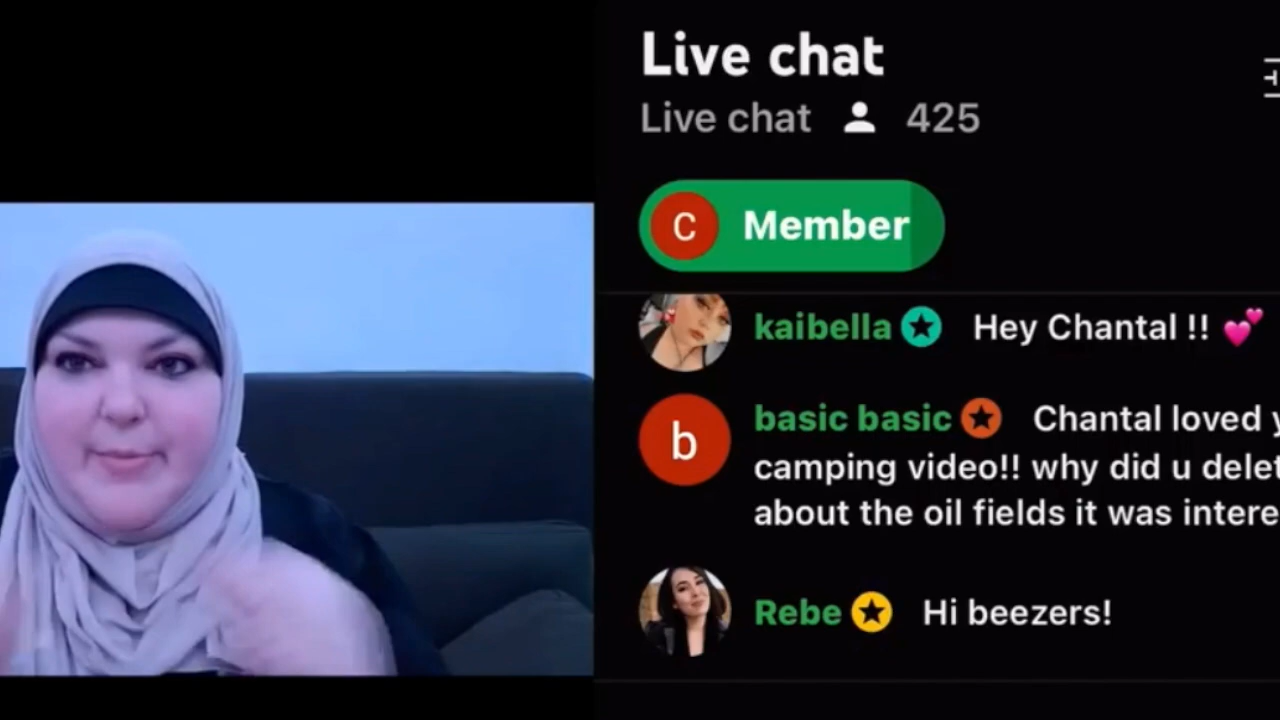 Live chat
Live chat 425
C Member
kaibella Hey Chantal !! 💕
b basic basic Chantal loved
camping video!! why did u
about the oil fields it was
Rebe Hi beezers!